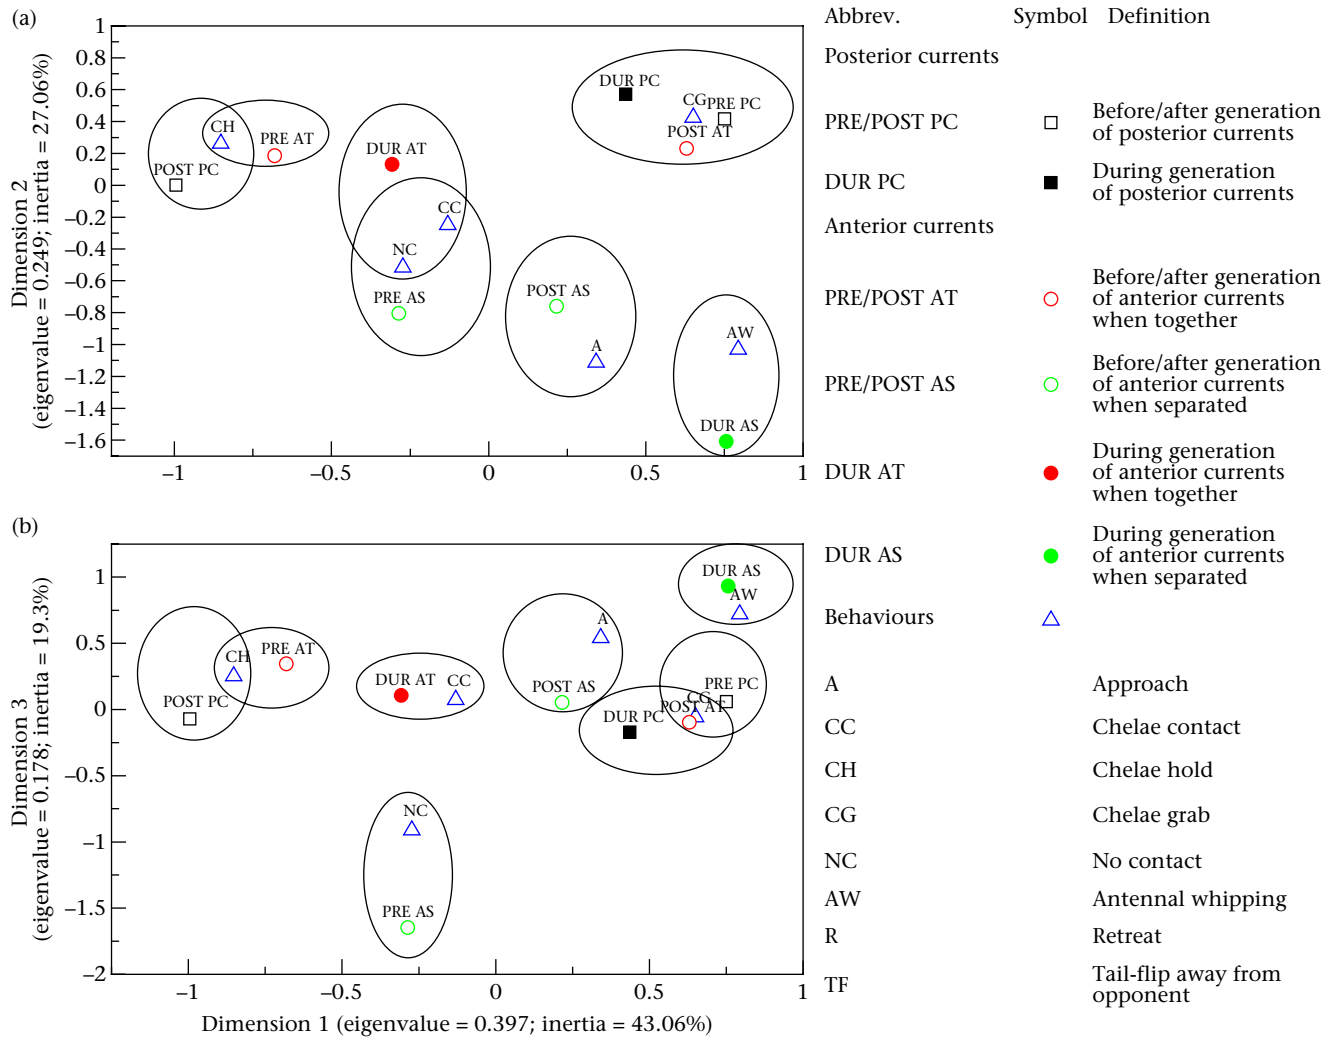 (a)
1
0.8
0.6
0.4
0.2
0
–0.2
–0.4
–0.6
–0.8
–1
–1.2
–1.4
–1.6
Dimension 2
(eigenvalue = 0.249; inertia = 27.06%)
DUR PC
CG
PRE PC
POST AT
CH
PRE AT
POST PC
DUR AT
CC
NC
PRE AS
POST AS
A
AW
DUR AS
–1
–0.5
0
0.5
1
(b)
1
0.5
0
–0.5
–1
–1.5
–2
Dimension 3
(eigenvalue = 0.178; inertia = 19.3%)
DUR AS
AW
A
CH
PRE AT
POST PC
DUR AT
CC
POST AS
PRE PC
CG
POST AT
DUR PC
NC
PRE AS
–1
–0.5
0
0.5
1
Dimension 1 (eigenvalue = 0.397; inertia = 43.06%)
Abbrev. Symbol Definition
Posterior currents
PRE/POST PC
Before/after generation
of posterior currents
DUR PC
During generation
of posterior currents
Anterior currents
PRE/POST AT
Before/after generation
of anterior currents
when together
PRE/POST AS
Before/after generation
of anterior currents
when separated
DUR AT
During generation
of anterior currents
when together
DUR AS
During generation
of anterior currents
when separated
Behaviours
A Approach
CC Chelae contact
CH Chelae hold
CG Chelae grab
NC No contact
AW Antennal whipping
R Retreat
TF Tail-flip away from
opponent